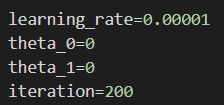 learning_rate=0.00001
theta_0=0
theta_1=0
iteration=200